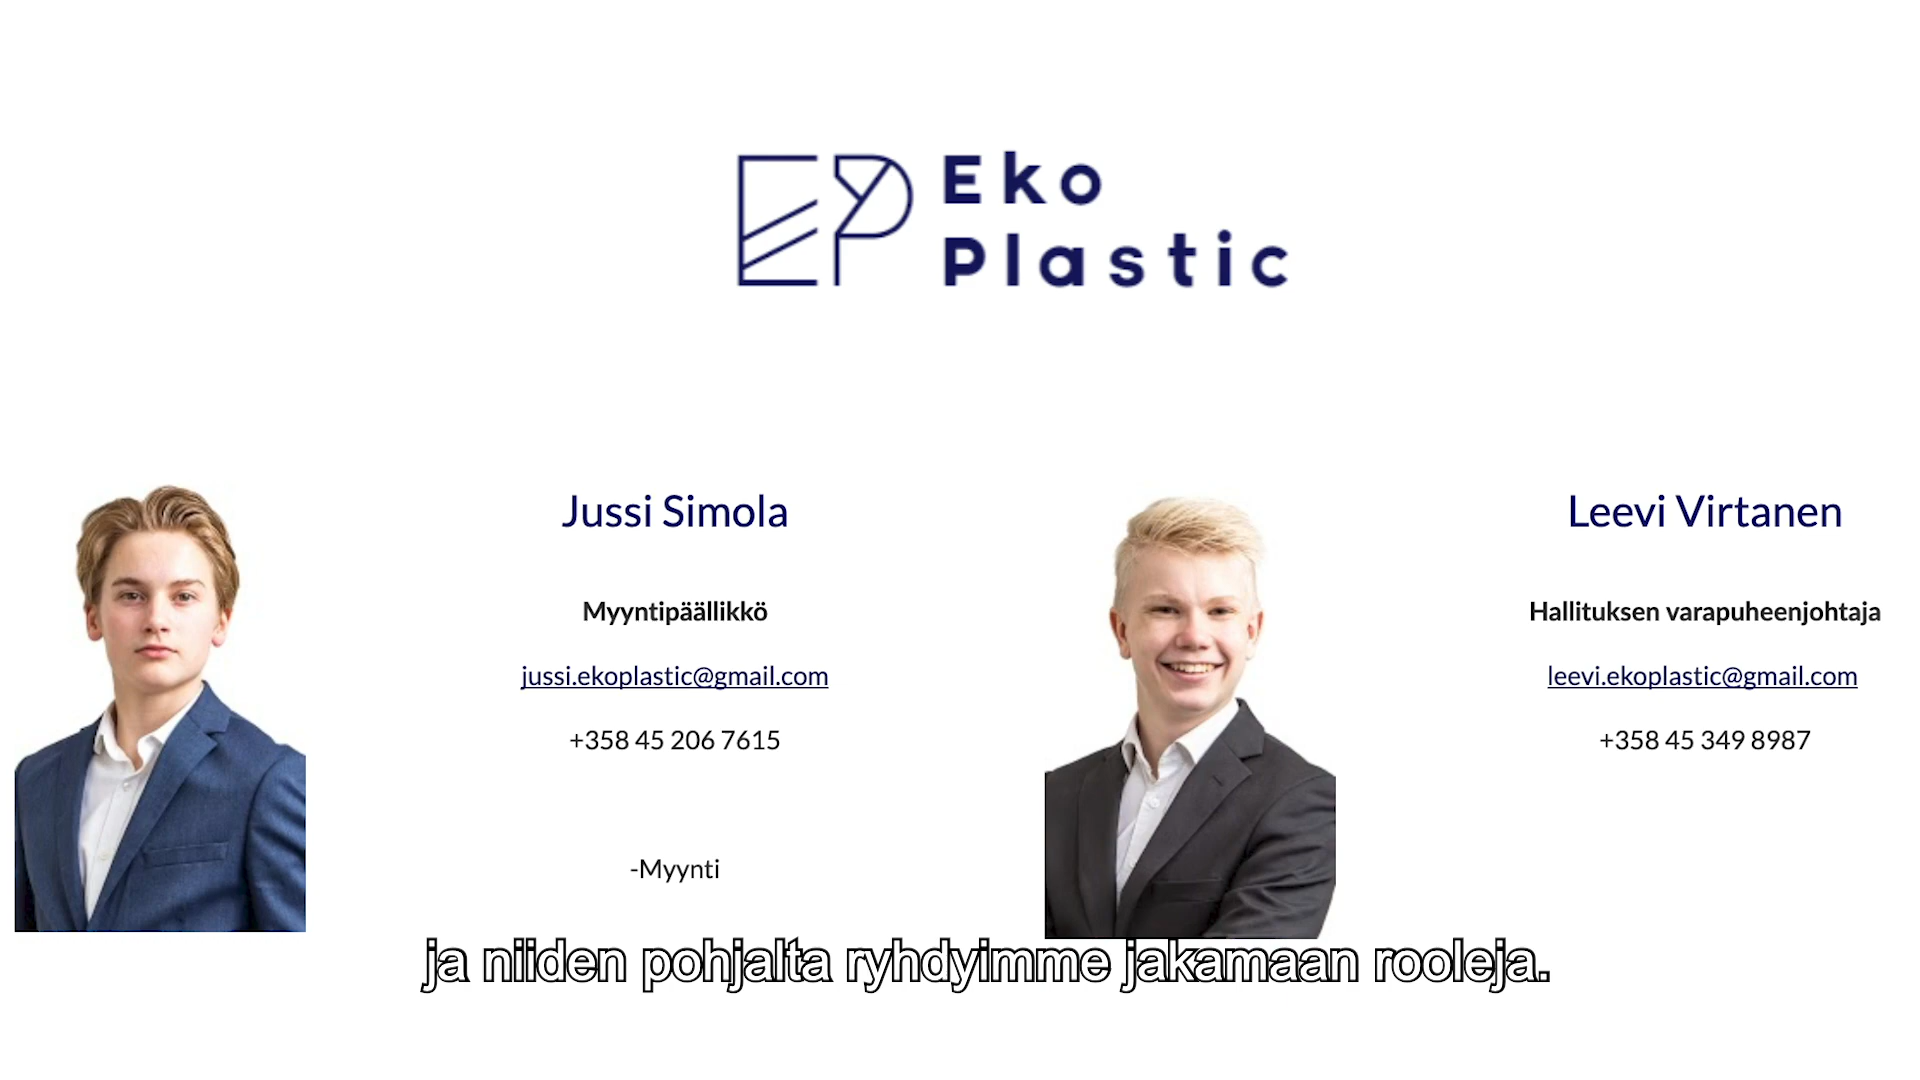 EP
Eko
Plastic
Jussi Simola
Myyntipäällikkö
jussi.ekoplastic@gmail.com
+358 45 206 7615
-Myynti
Leevi Virtanen
Hallituksen varapuheenjohtaja
leevi.ekoplastic@gmail.com
+358 45 349 8987
ja niiden pohjalta ryhdyimme jakamaan rooleja.